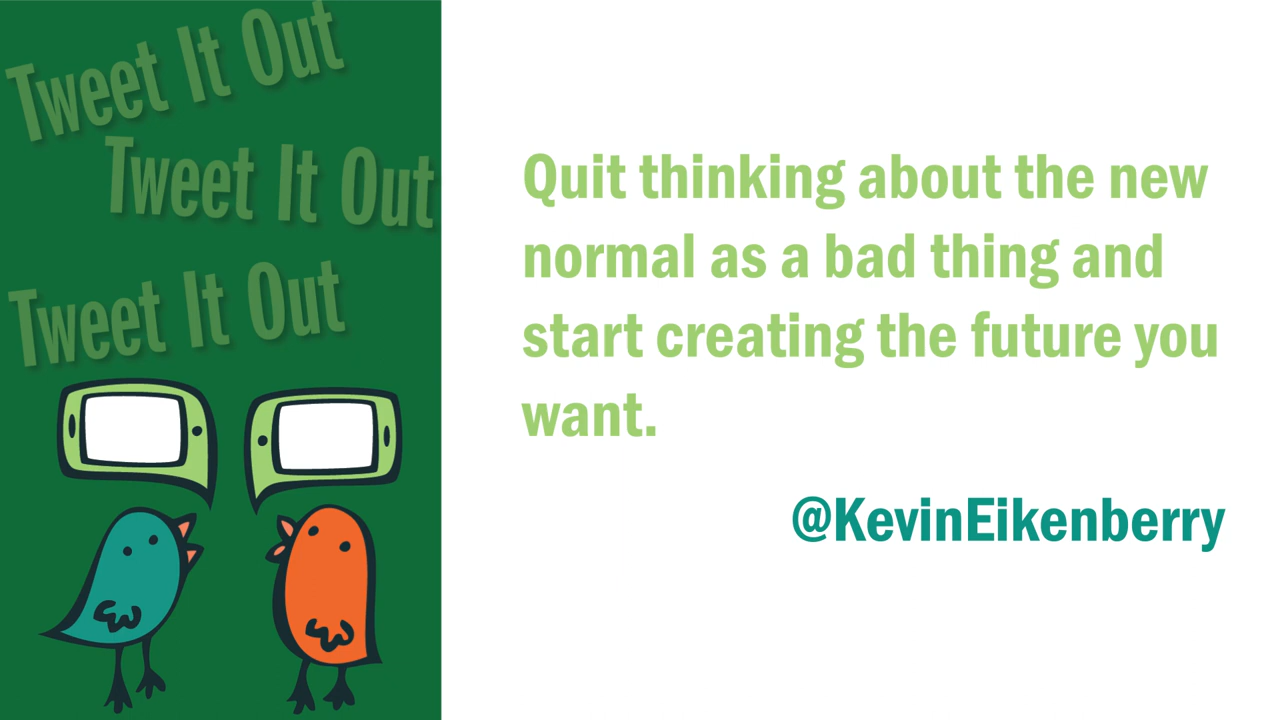 Tweet It Out
Tweet It Out
Tweet It Out
Quit thinking about the new
normal as a bad thing and
start creating the future you
want.
@KevinEikenberry